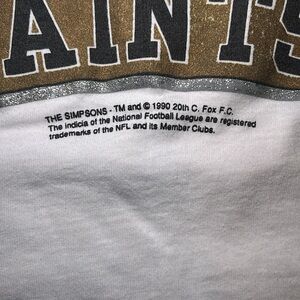 AINTS
THE SIMPSONS - TM and © 1990 20th C. Fox F.C.
The indicia of the National Football League are registered
trademarks of the NFL and its Member Clubs.